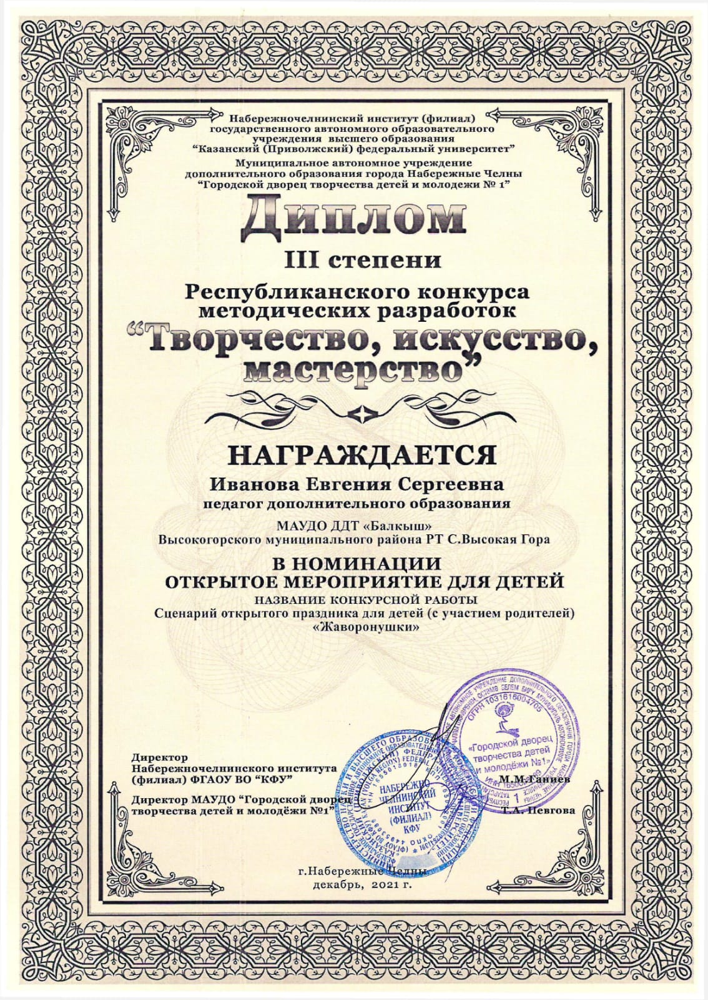 Набережночелнинский институт (филиал)
государственного автономного образовательного
учреждения высшего образования
“Казанский (Приволжский) федеральный университет”
Муниципальное автономное учреждение
дополнительного образования города Набережные Челны
“Городской дворец творчества детей и молодежи № 1”
Диплом
III степени
Республиканского конкурса
методических разработок
“Творчество, искусство,
мастерство”
НАГРАЖДАЕТСЯ
Иванова Евгения Сергеевна
педагог дополнительного образования
МАУДО ДДТ «Балкыш»
Высокогорского муниципального района РТ С.Высокая Гора
В НОМИНАЦИИ
ОТКРЫТОЕ МЕРОПРИЯТИЕ ДЛЯ ДЕТЕЙ
НАЗВАНИЕ КОНКУРСНОЙ РАБОТЫ
Сценарий открытого праздника для детей (с участием родителей)
«Жаворонушки»
ОГРН 1031616004705
«Городской дворец
творчества детей
и молодёжи №1»
Директор
Набережночелнинского института
(филиал) ФГАОУ ВО “КФУ”
М.М.Ганиев
Директор МАУДО “Городской дворец
творчества детей и молодёжи №1”
Т.А. Певгова
НАБЕРЕЖНО
ЧЕЛНИНСКИЙ
ИНСТИТУТ
(ФИЛИАЛ)
КФУ
г.Набережные Челны
декабрь, 2021 г.